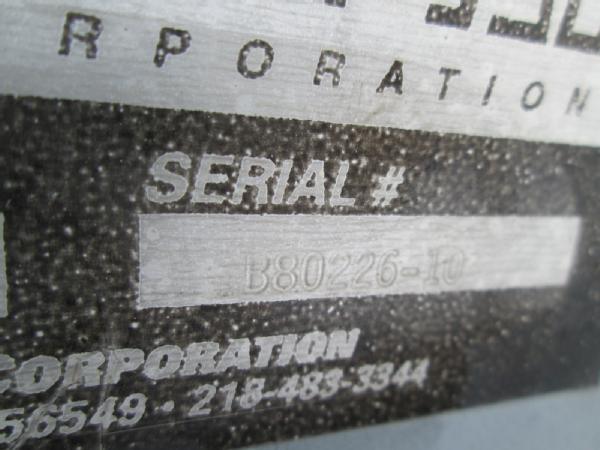 RPORATION
SERIAL #
B80226-10
CORPORATION
56549 · 218-483-3344